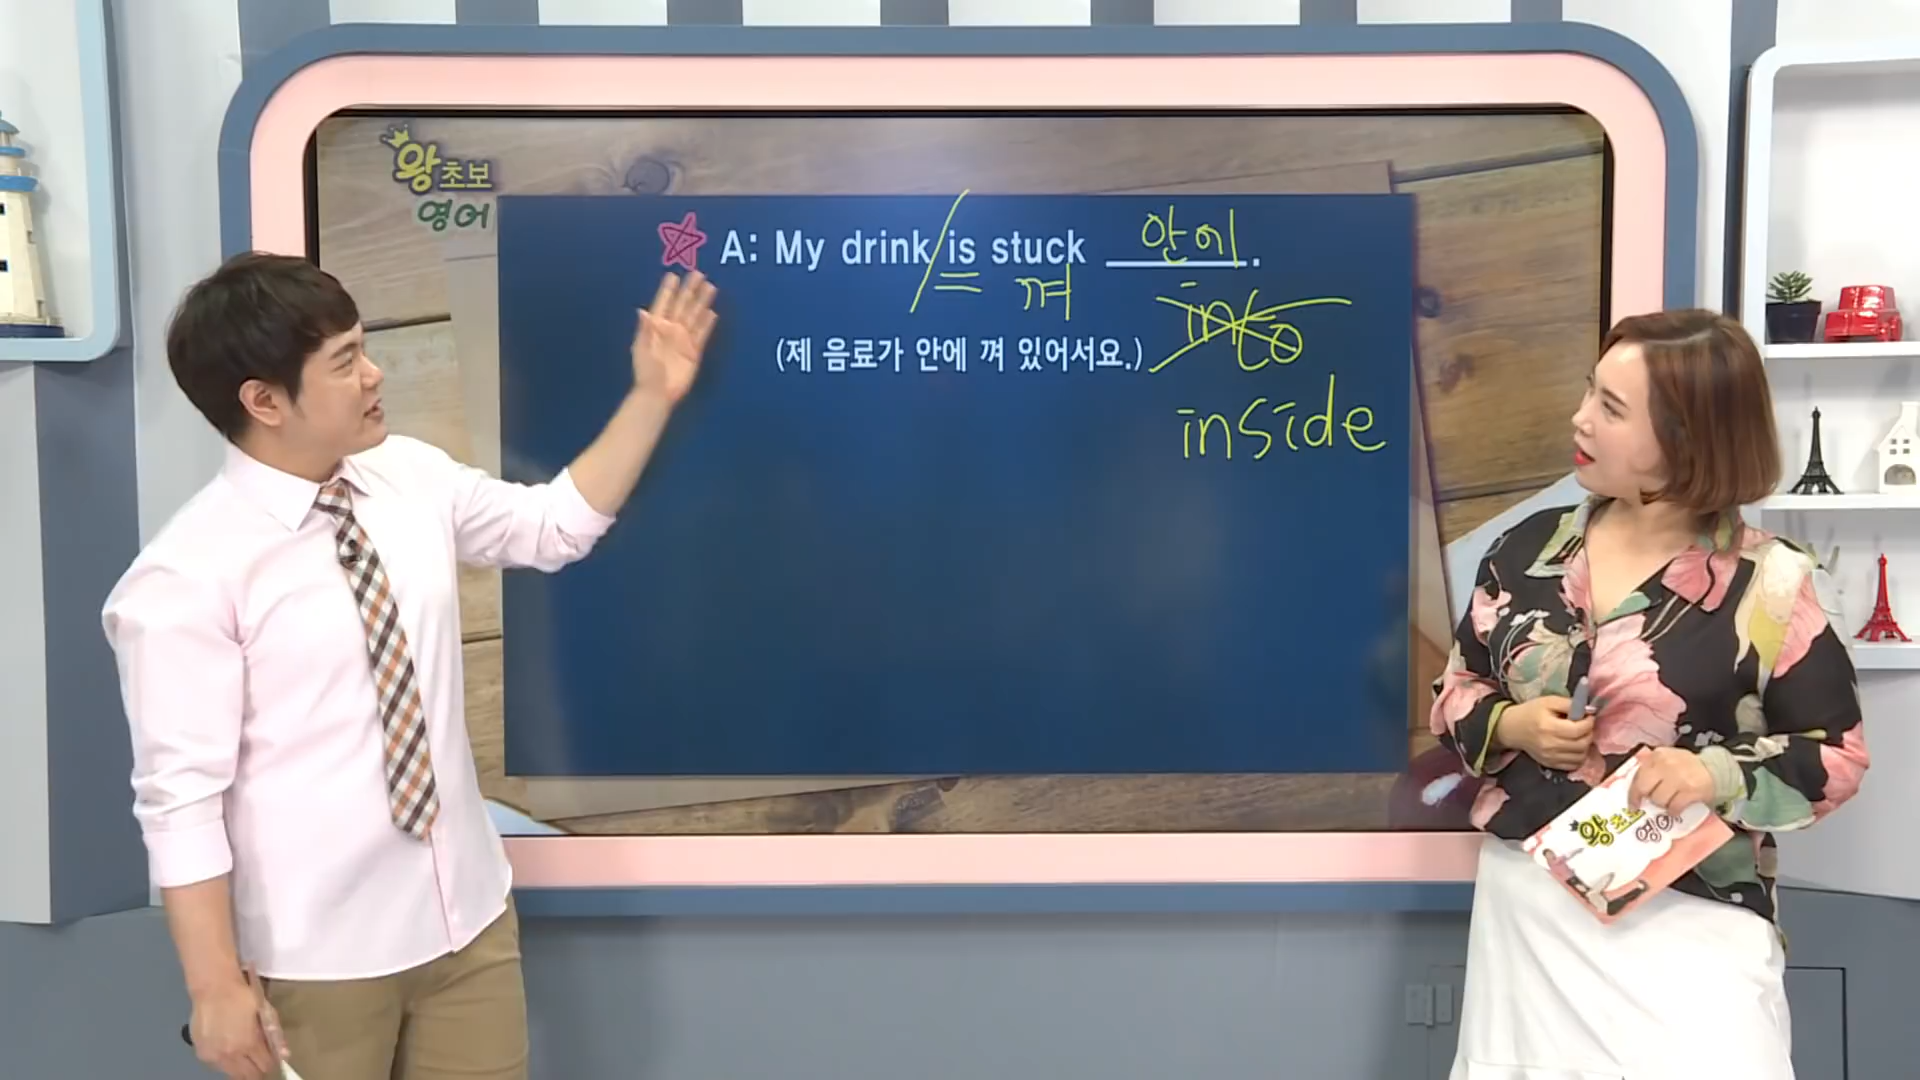 왕초보
영어
A: My drink is stuck 안에.
껴
into
(제 음료가 안에 껴 있어서요.)
inside
왕초보
영어